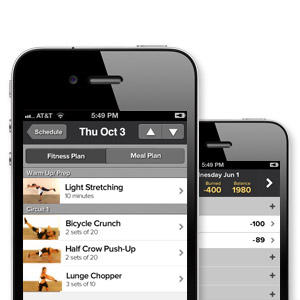 AT&T 5:49 PM
Schedule Thu Oct 3
Fitness Plan Meal Plan
Warm Up/ Prep
Light Stretching
10 minutes
Circuit 1
Bicycle Crunch
2 sets of 20
Half Crow Push-Up
2 sets of 20
Lunge Chopper
3 sets of 10
5:49 PM
dnesday Jun 1
Burned Balance
-400 1980
-100
-89